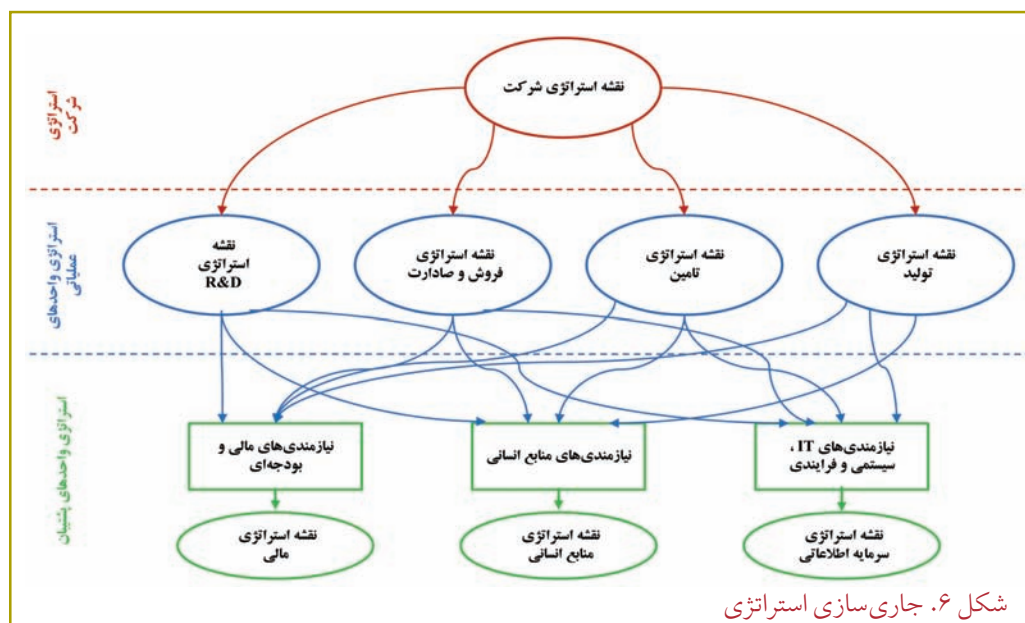 نقشه استراتژی شرکت
استراتژی
شرکت
نقشه استراتژی
تولید
نقشه استراتژی
تامین
نقشه استراتژی
فروش و صادارت
نقشه
استراتژی
R&D
استراتژی واحدهای
عملیاتی
نیازمندی‌های IT ،
سیستمی و فرایندی
نیازمندی‌های منابع انسانی
نیازمندی‌های مالی و
بودجه‌ای
نقشه استراتژی
سرمایه اطلاعاتی
نقشه استراتژی
منابع انسانی
نقشه استراتژی
مالی
استراتژی واحدهای پشتیبان
شکل ۶. جاری‌سازی استراتژی